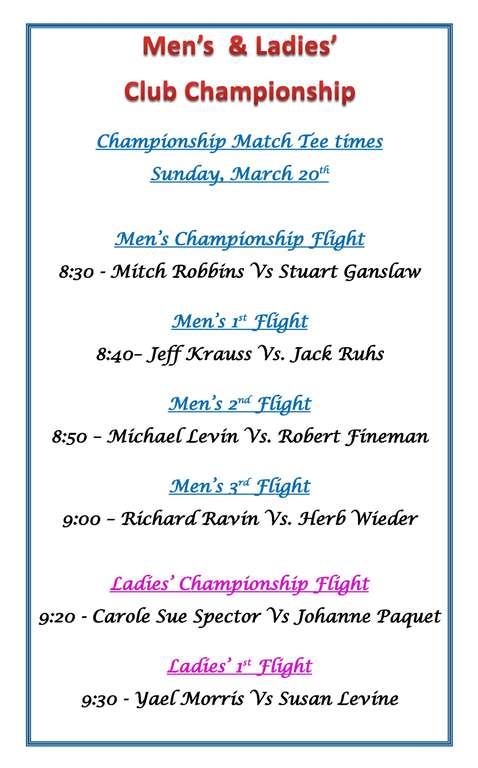 Men's & Ladies'
Club Championship
Championship Match Tee times
Sunday, March 20th
Men's Championship Flight
8:30 - Mitch Robbins Vs Stuart Ganslaw
Men's 1st Flight
8:40– Jeff Krauss Vs. Jack Ruhs
Men's 2nd Flight
8:50 – Michael Levin Vs. Robert Fineman
Men's 3rd Flight
9:00 – Richard Ravin Vs. Herb Wieder
Ladies' Championship Flight
9:20 - Carole Sue Spector Vs Johanne Paquet
Ladies' 1st Flight
9:30 - Yael Morris Vs Susan Levine